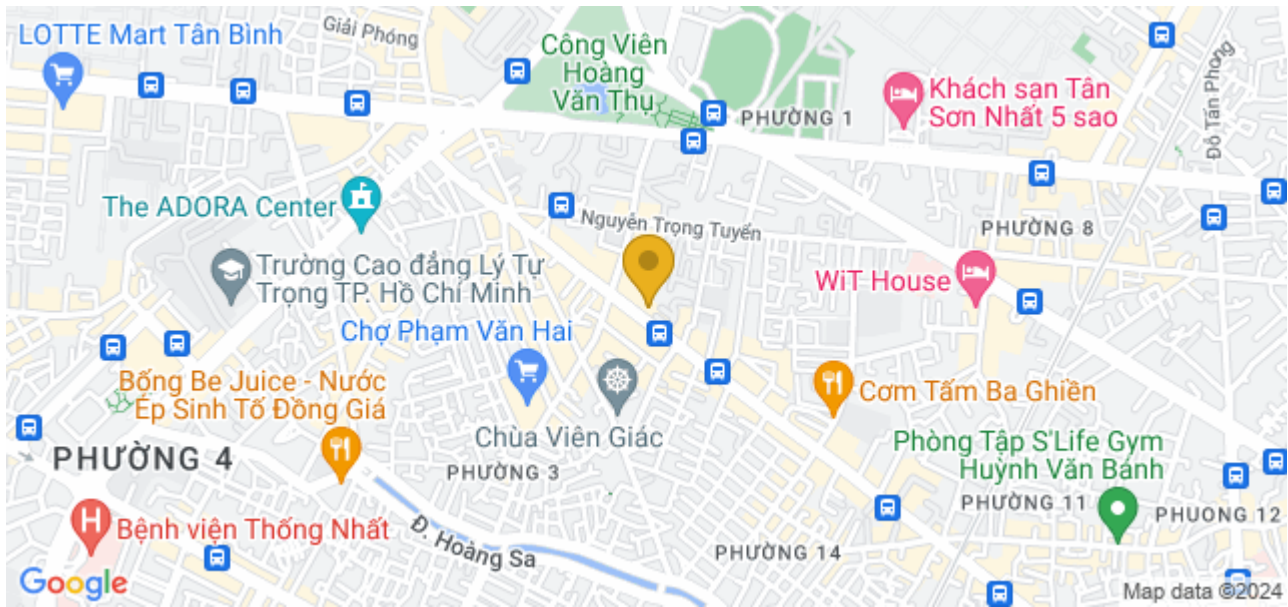 LOTTE Mart Tân Bình
Giải Phóng
Công Viên
Hoàng
Văn Thụ
PHƯỜNG 1
Khách sạn Tân
Sơn Nhất 5 sao
Đỗ Tấn Phong
The ADORA Center
Nguyễn Trọng Tuyển
PHƯỜNG 8
Trường Cao đẳng Lý Tự
Trọng TP. Hồ Chí Minh
WiT House
Chợ Phạm Văn Hai
Bống Be Juice - Nước
Ép Sinh Tố Đồng Giá
Cơm Tấm Ba Ghiền
Chùa Viên Giác
Phòng Tập S'Life Gym
Huỳnh Văn Bánh
PHƯỜNG 4
PHƯỜNG 3
PHƯỜNG 11
PHUONG 12
Bệnh viện Thống Nhất
Đ. Hoàng Sa
PHƯỜNG 14
Google
Map data ©2024